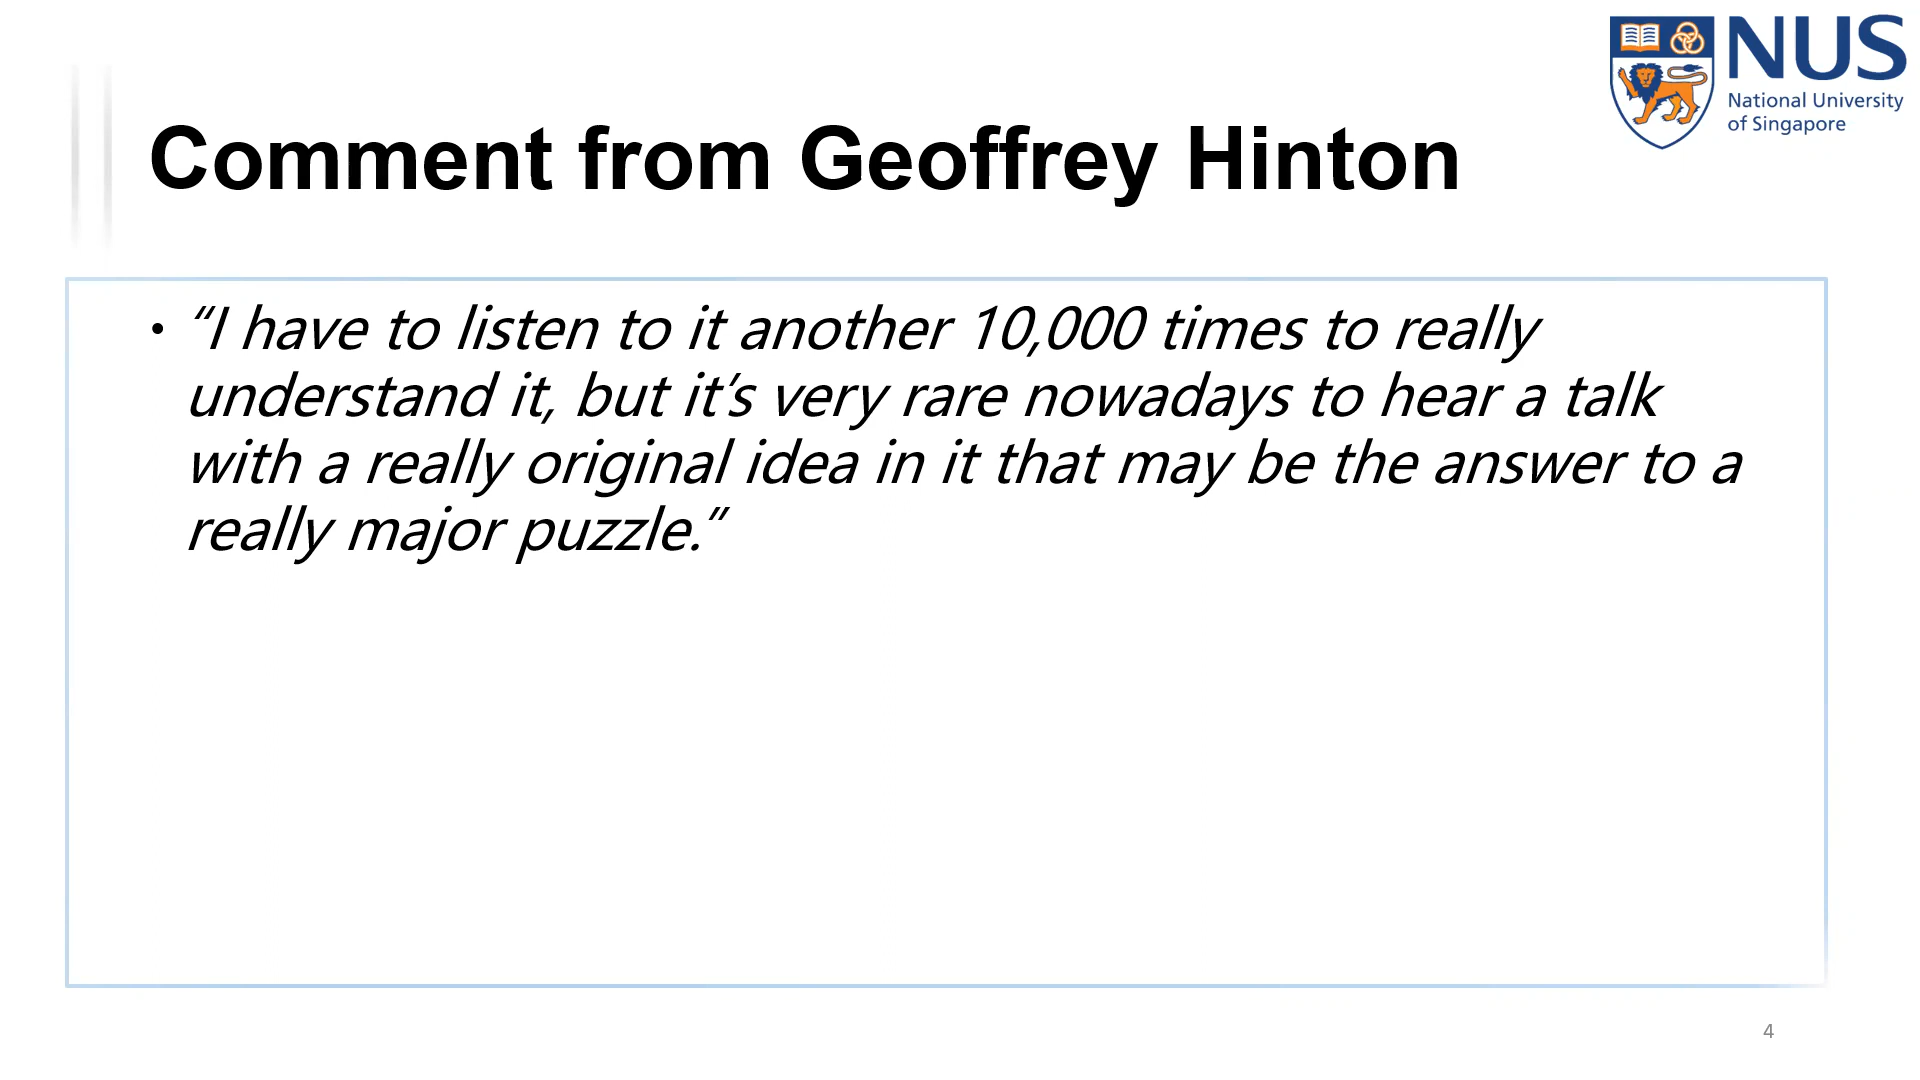 NUS
National University
of Singapore
Comment from Geoffrey Hinton
• “I have to listen to it another 10,000 times to really
understand it, but it’s very rare nowadays to hear a talk
with a really original idea in it that may be the answer to a
really major puzzle.”
4